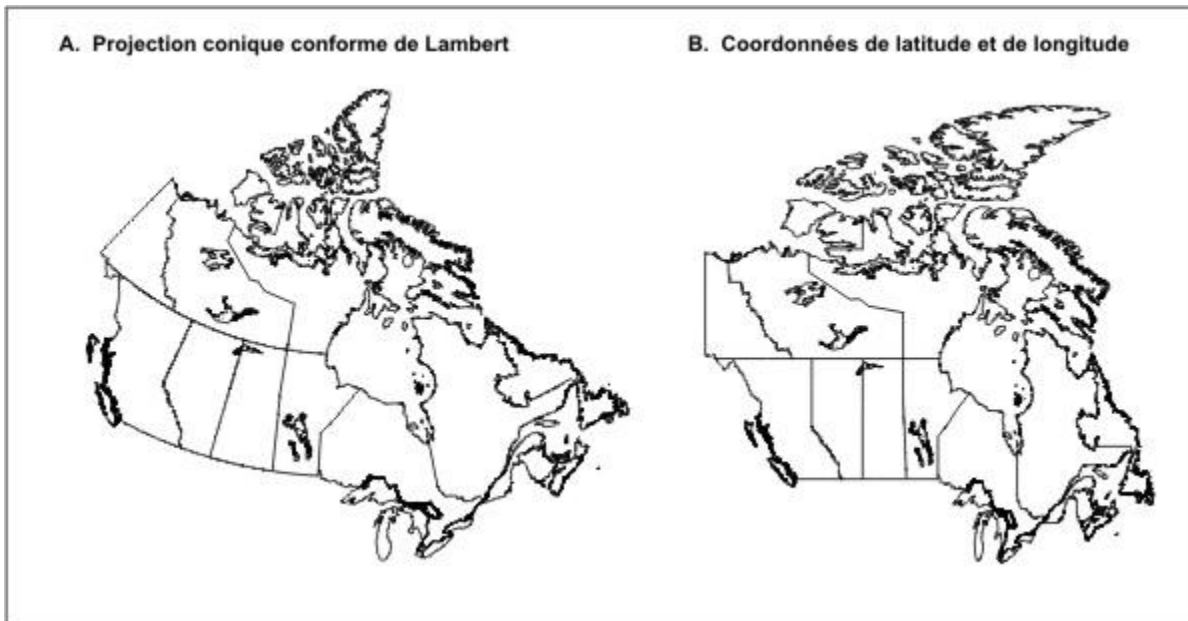 A. Projection conique conforme de Lambert
B. Coordonnées de latitude et de longitude